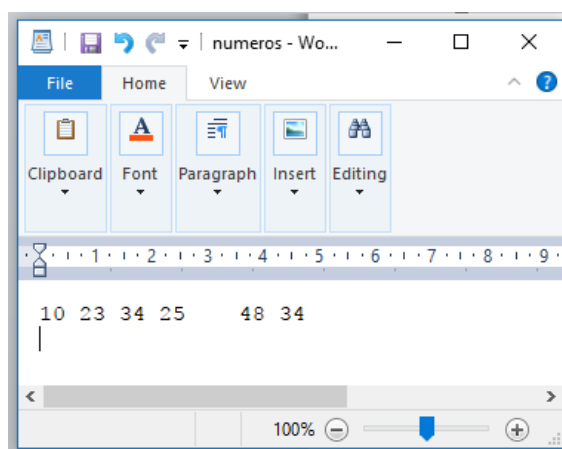 numeros - Wo...
File Home View
A
Clipboard Font Paragraph Insert Editing
1 2 3 4 5 6 7 8 9
10 23 34 25    48 34
100%